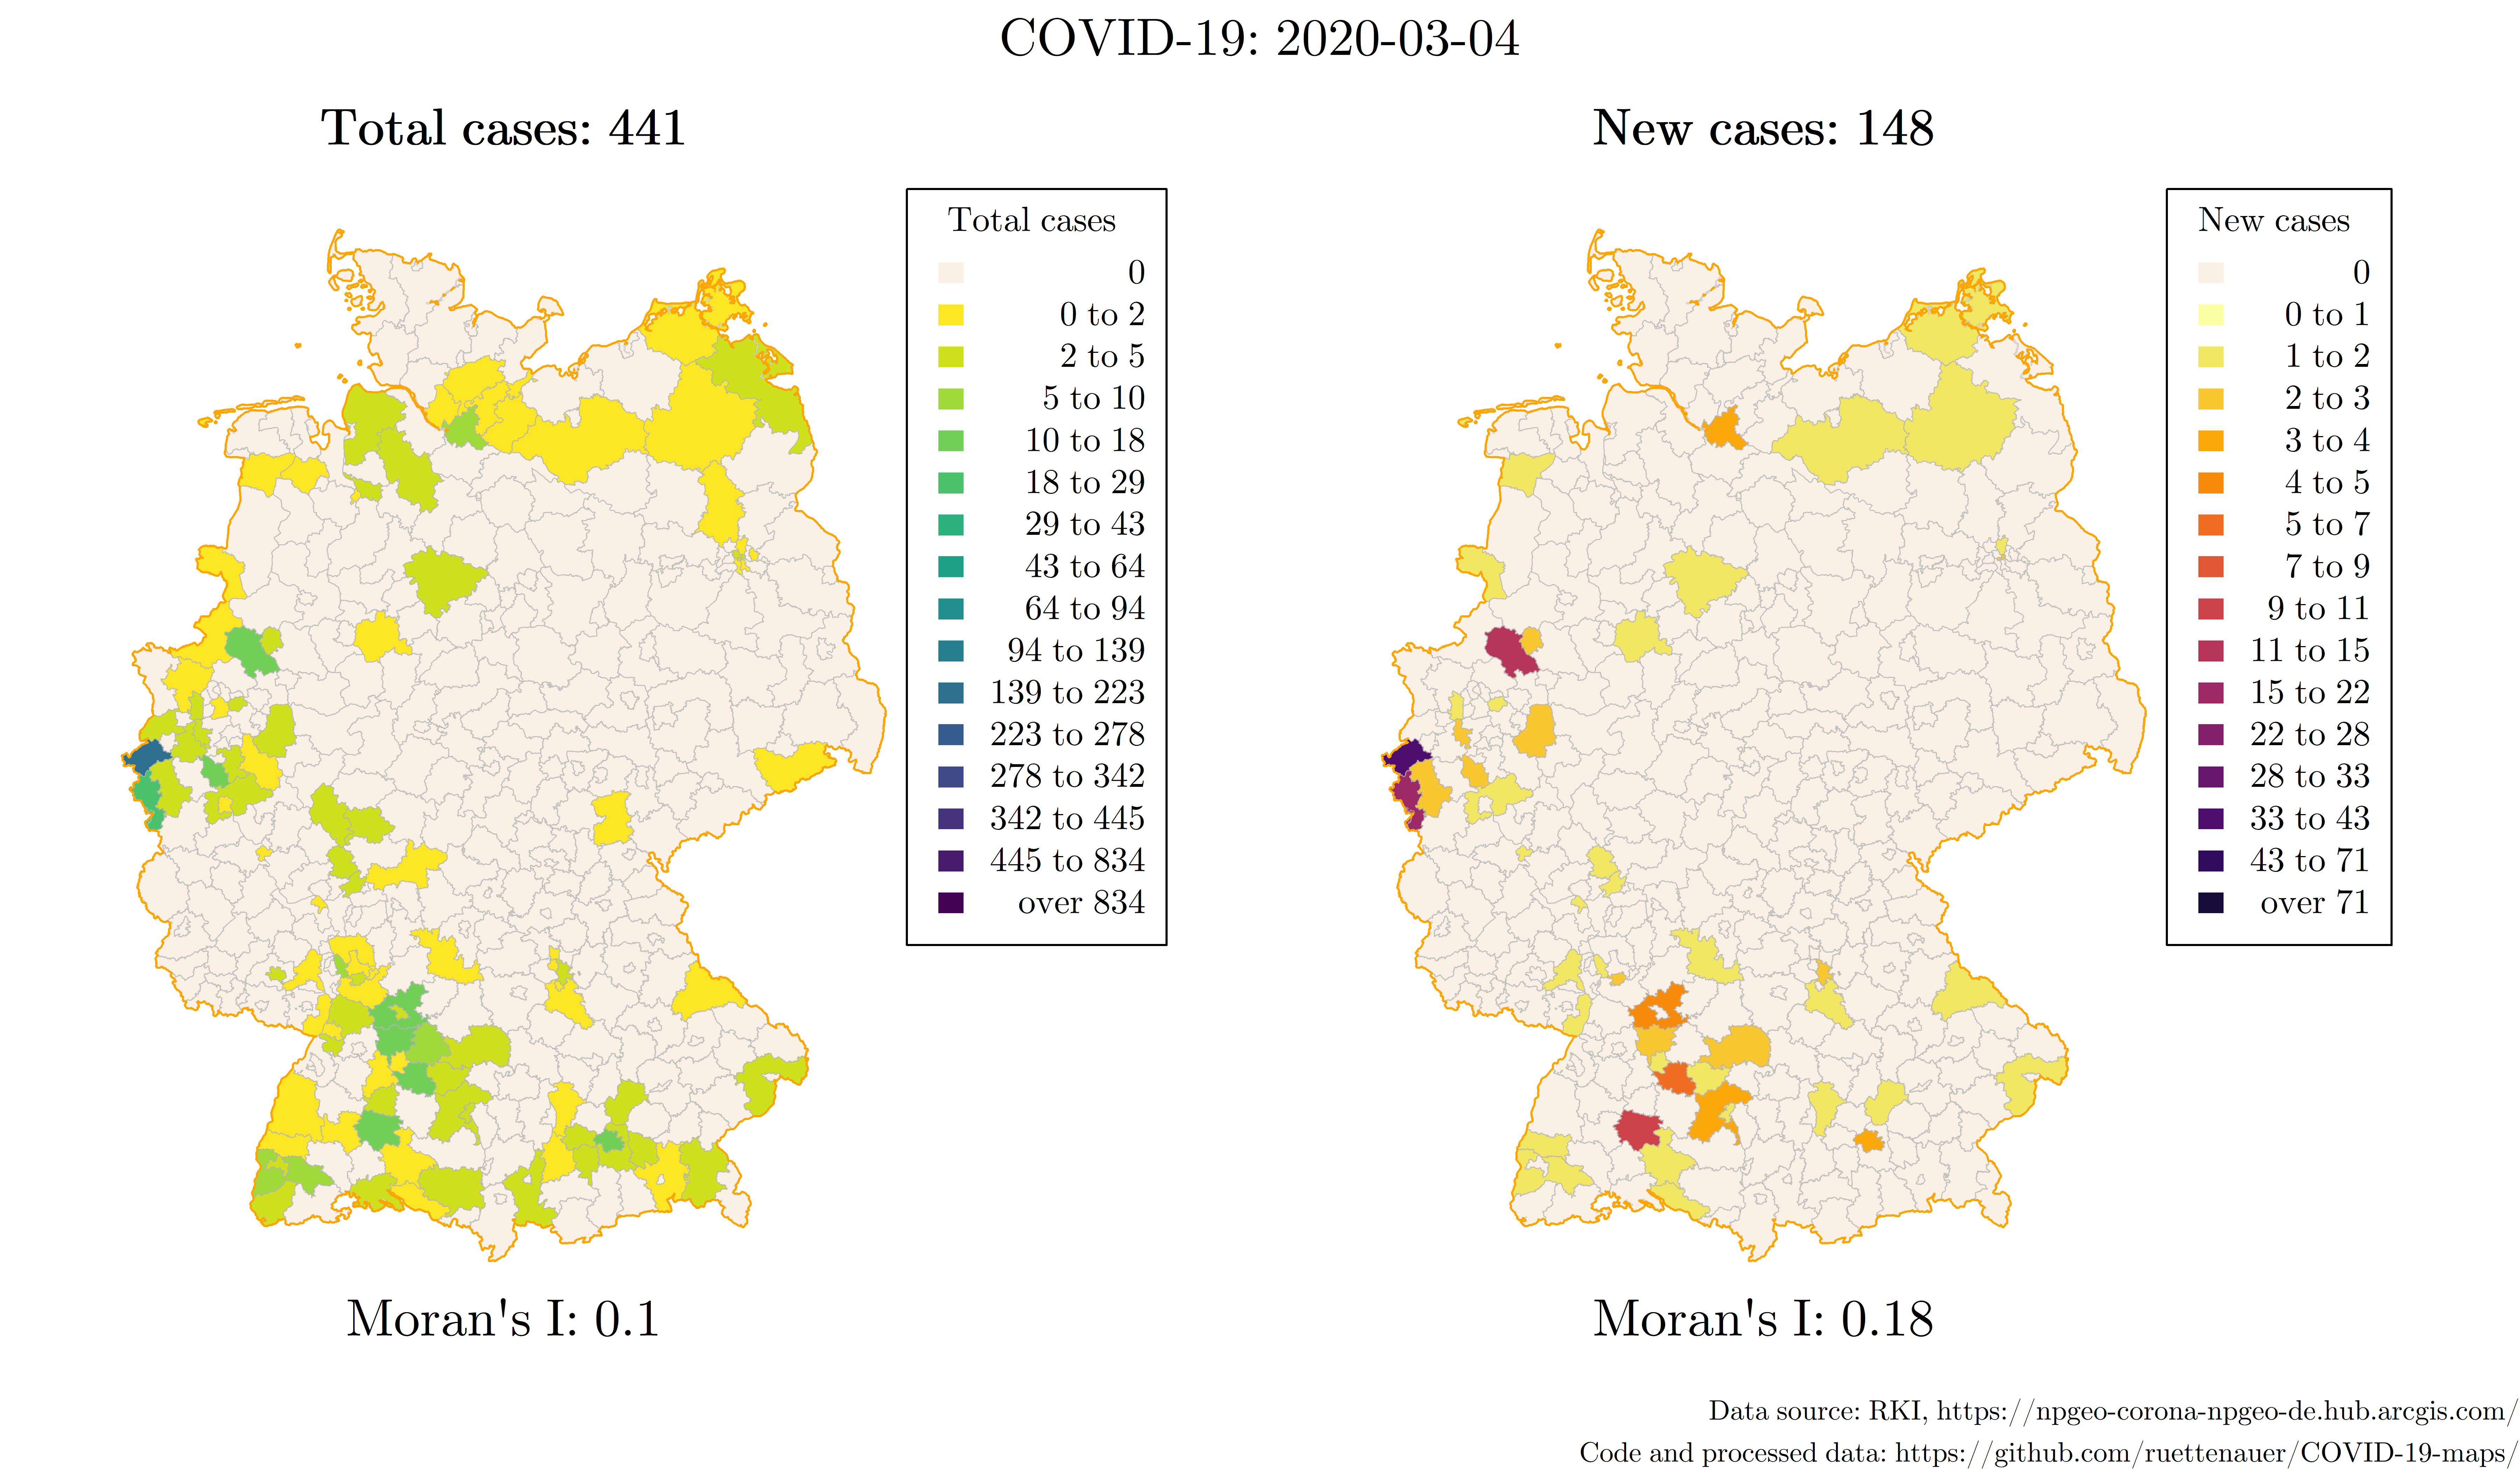 COVID-19: 2020-03-04
Total cases: 441
Total cases
0
0 to 2
2 to 5
5 to 10
10 to 18
18 to 29
29 to 43
43 to 64
64 to 94
94 to 139
139 to 223
223 to 278
278 to 342
342 to 445
445 to 834
over 834
Moran's I: 0.1
New cases: 148
New cases
0
0 to 1
1 to 2
2 to 3
3 to 4
4 to 5
5 to 7
7 to 9
9 to 11
11 to 15
15 to 22
22 to 28
28 to 33
33 to 43
43 to 71
over 71
Moran's I: 0.18
Data source: RKI, https://npgeo-corona-npgeo-de.hub.arcgis.com/
Code and processed data: https://github.com/ruettenauer/COVID-19-maps/